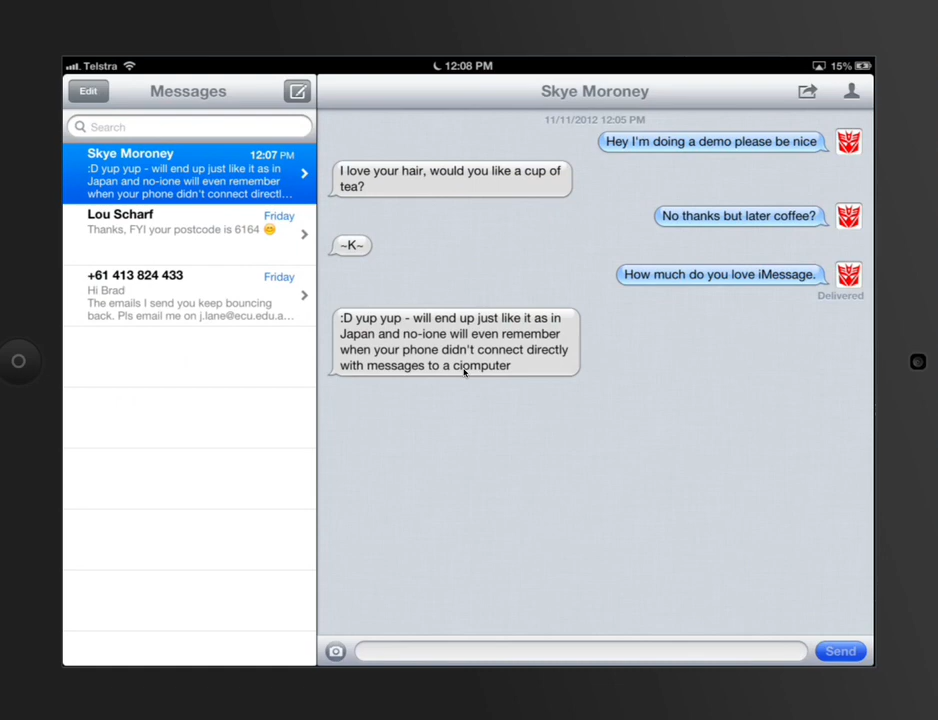 Telstra
12:08 PM
15%
Edit
Messages
Search
Skye Moroney
12:07 PM
:D yup yup - will end up just like it as in
Japan and no-ione will even remember
when your phone didn't connect directl...
Lou Scharf
Friday
Thanks, FYI your postcode is 6164 😊
+61 413 824 433
Friday
Hi Brad
The emails I send you keep bouncing
back. Pls email me on j.lane@ecu.edu.a...
Skye Moroney
11/11/2012 12:05 PM
Hey I'm doing a demo please be nice
I love your hair, would you like a cup of
tea?
No thanks but later coffee?
~K~
How much do you love iMessage.
Delivered
:D yup yup - will end up just like it as in
Japan and no-ione will even remember
when your phone didn't connect directly
with messages to a ciomputer
Send